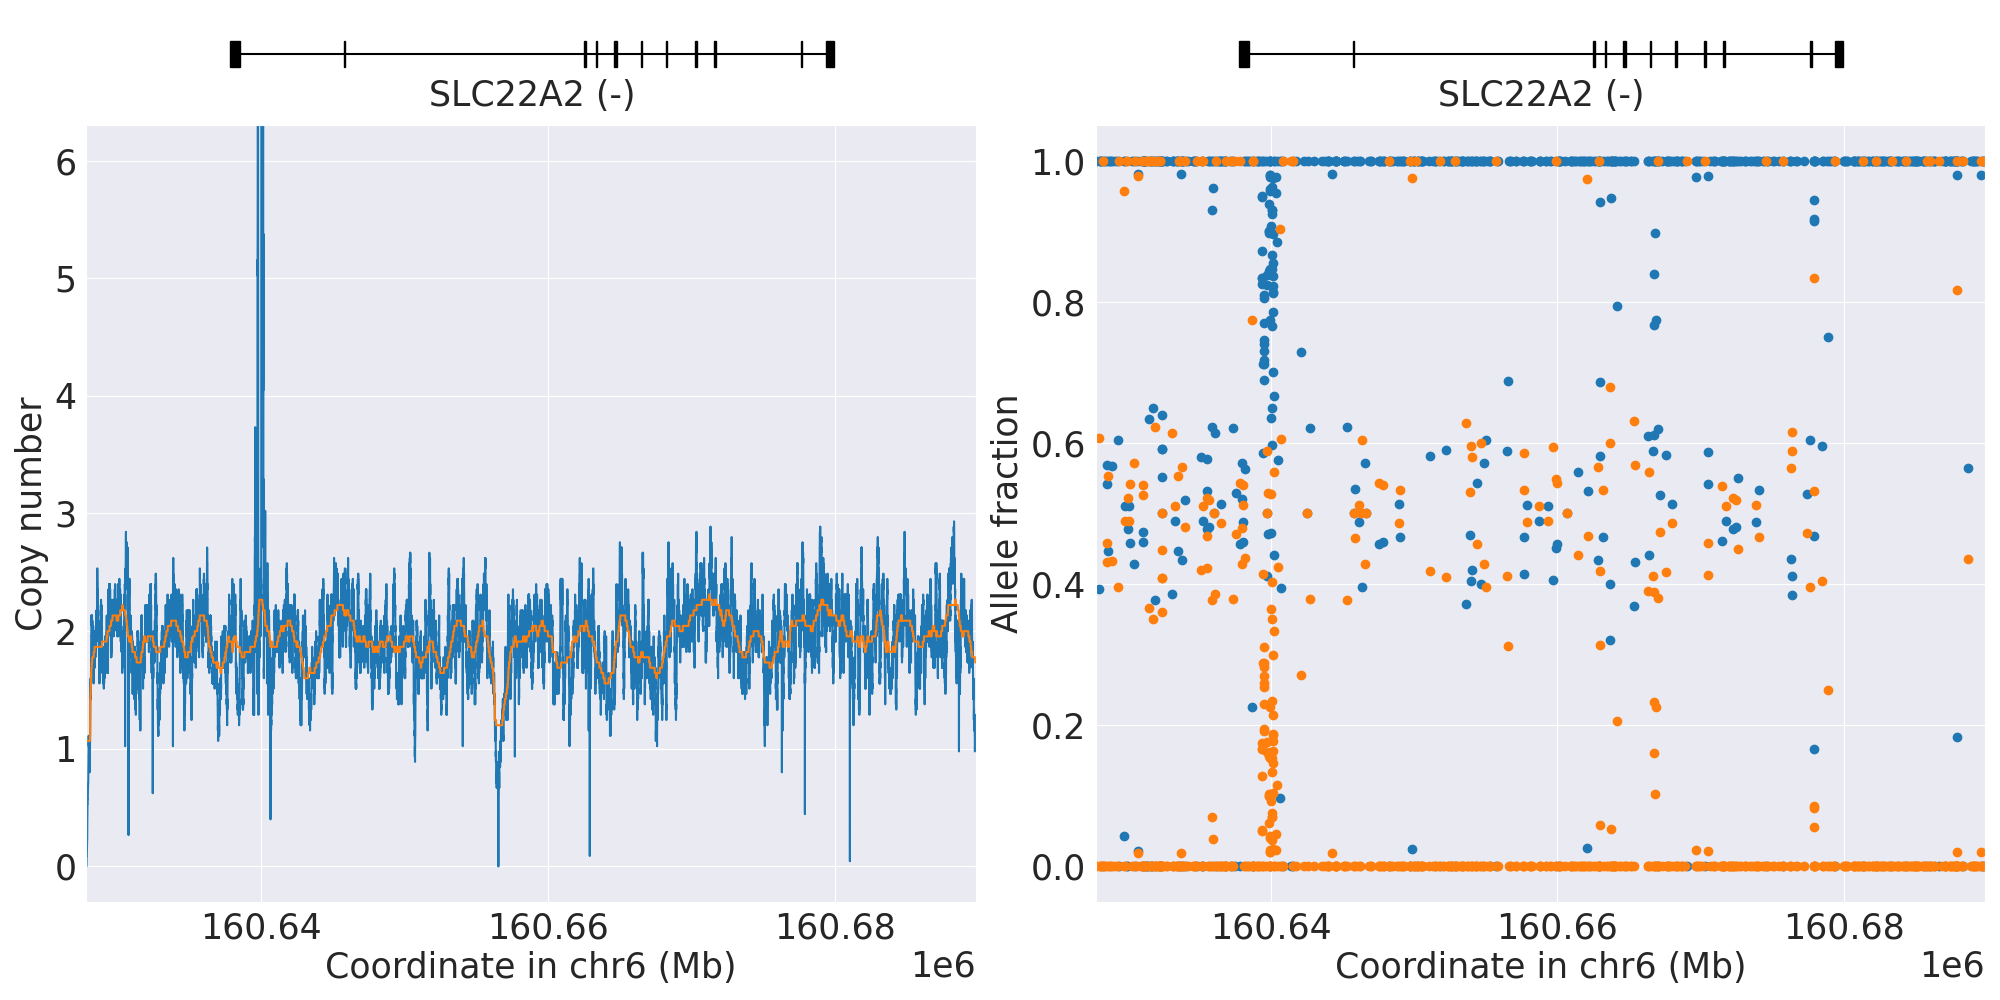 SLC22A2 (-)
6
5
4
3
2
1
0
Copy number
160.64 160.66 160.68
Coordinate in chr6 (Mb) 1e6
SLC22A2 (-)
1.0
0.8
0.6
0.4
0.2
0.0
Allele fraction
160.64 160.66 160.68
Coordinate in chr6 (Mb) 1e6